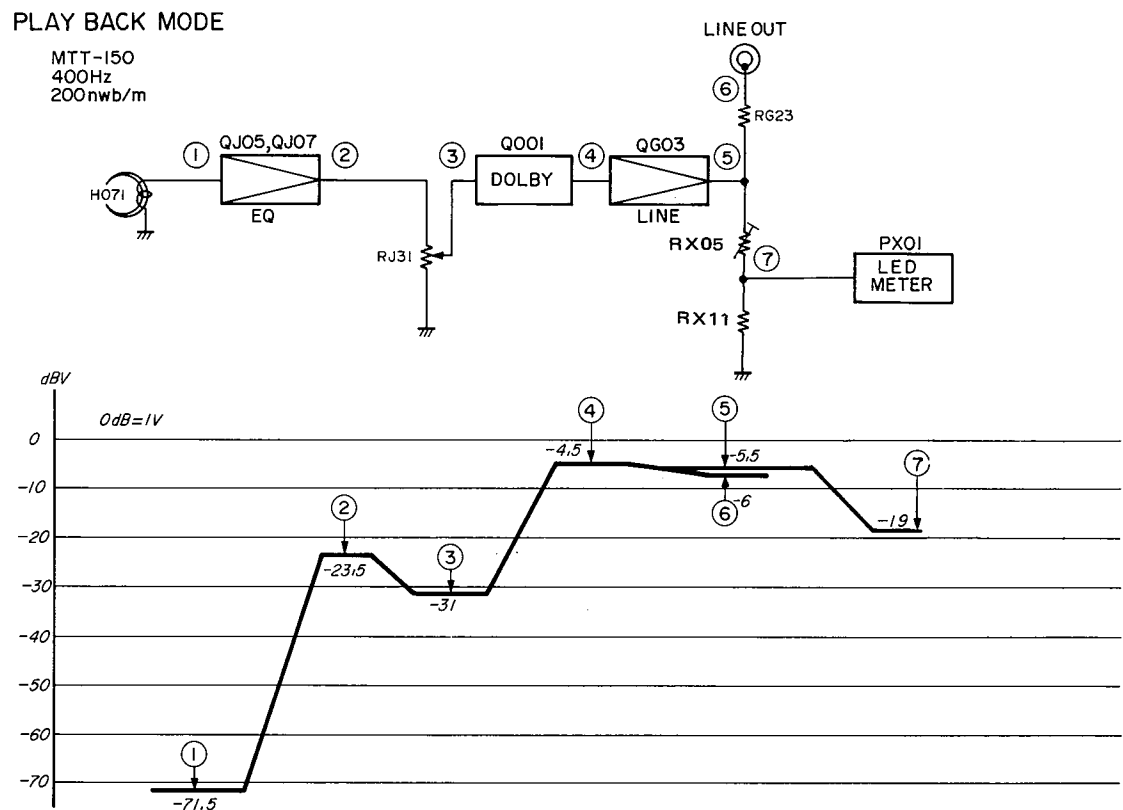 PLAY BACK MODE
MTT-150
400Hz
200nwb/m
LINE OUT
⑥
RG23
① QJ05,QJ07 ② ③ Q001 ④ QG03 ⑤
H071
DOLBY
EQ
LINE
RJ31
RX05
⑦
PX01
LED
METER
RX11
dBV
0dB=1V
0
-10
-20
-30
-40
-50
-60
-70
①
-71,5
②
-23,5
③
-31
④
-4,5
⑤
-5,5
⑥
-6
⑦
-19